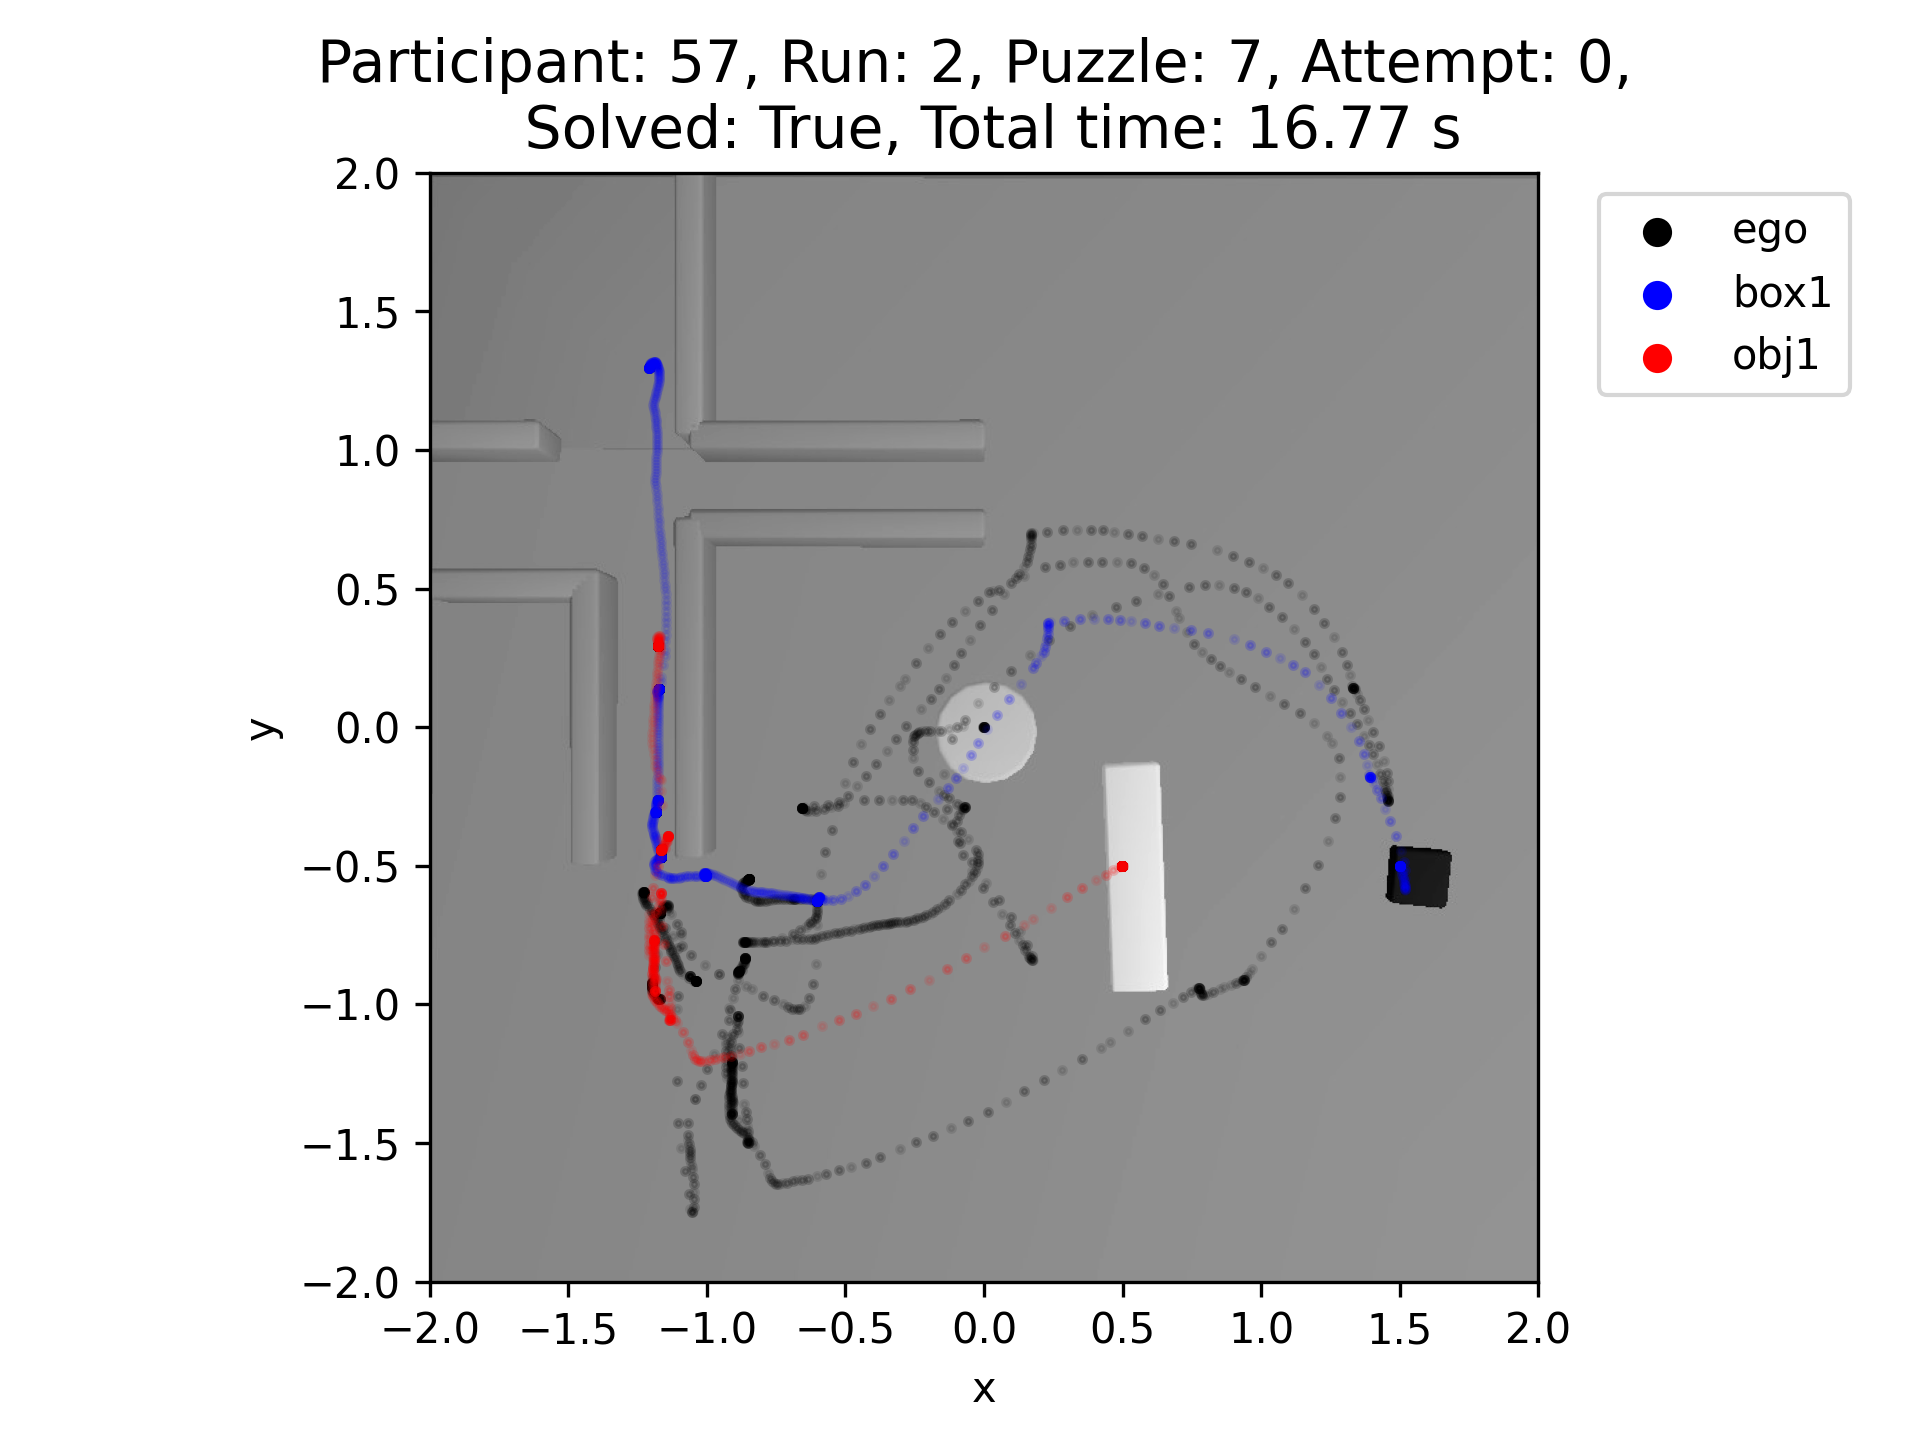 Participant: 57, Run: 2, Puzzle: 7, Attempt: 0,
Solved: True, Total time: 16.77 s
ego
box1
obj1
2.0
1.5
1.0
0.5
0.0
−0.5
−1.0
−1.5
−2.0
y
−2.0 −1.5 −1.0 −0.5 0.0 0.5 1.0 1.5 2.0
x